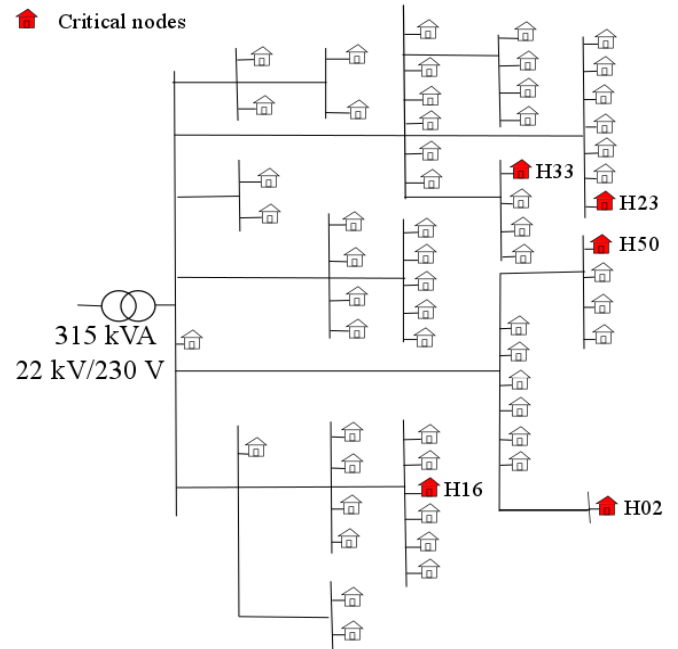 Critical nodes
H33
H23
H50
315 kVA
22 kV/230 V
H16
H02